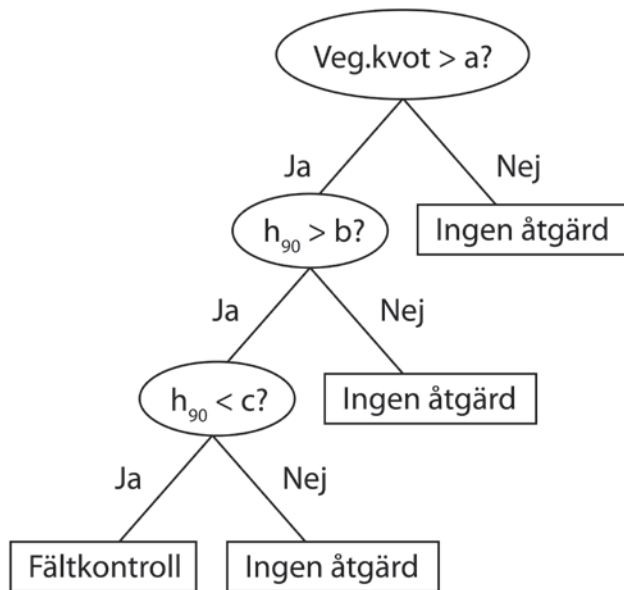 Veg.kvot > a?
Ja
Nej
h₉₀ > b?
Ingen åtgärd
Ja
Nej
h₉₀ < c?
Ingen åtgärd
Ja
Nej
Fältkontroll
Ingen åtgärd